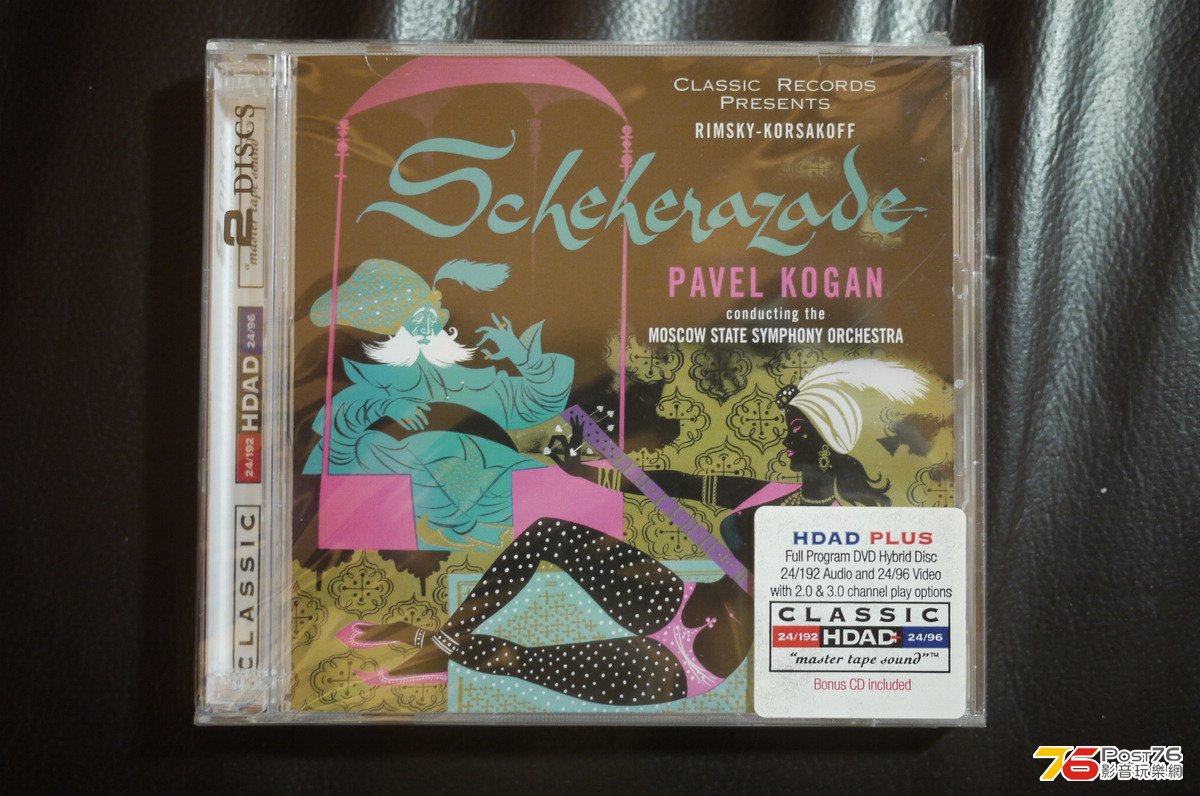 CLASSIC RECORDS
PRESENTS
RIMSKY-KORSAKOFF
Scheherazade
PAVEL KOGAN
conducting the
MOSCOW STATE SYMPHONY ORCHESTRA
2 DISCS
"master tape sound"
24/192 HDAD 24/96
CLASSIC
HDAD PLUS
Full Program DVD Hybrid Disc
24/192 Audio and 24/96 Video
with 2.0 & 3.0 channel play options
CLASSIC
24/192 HDAD+ 24/96
"master tape sound"™
Bonus CD included
76 Post76
影音玩樂網